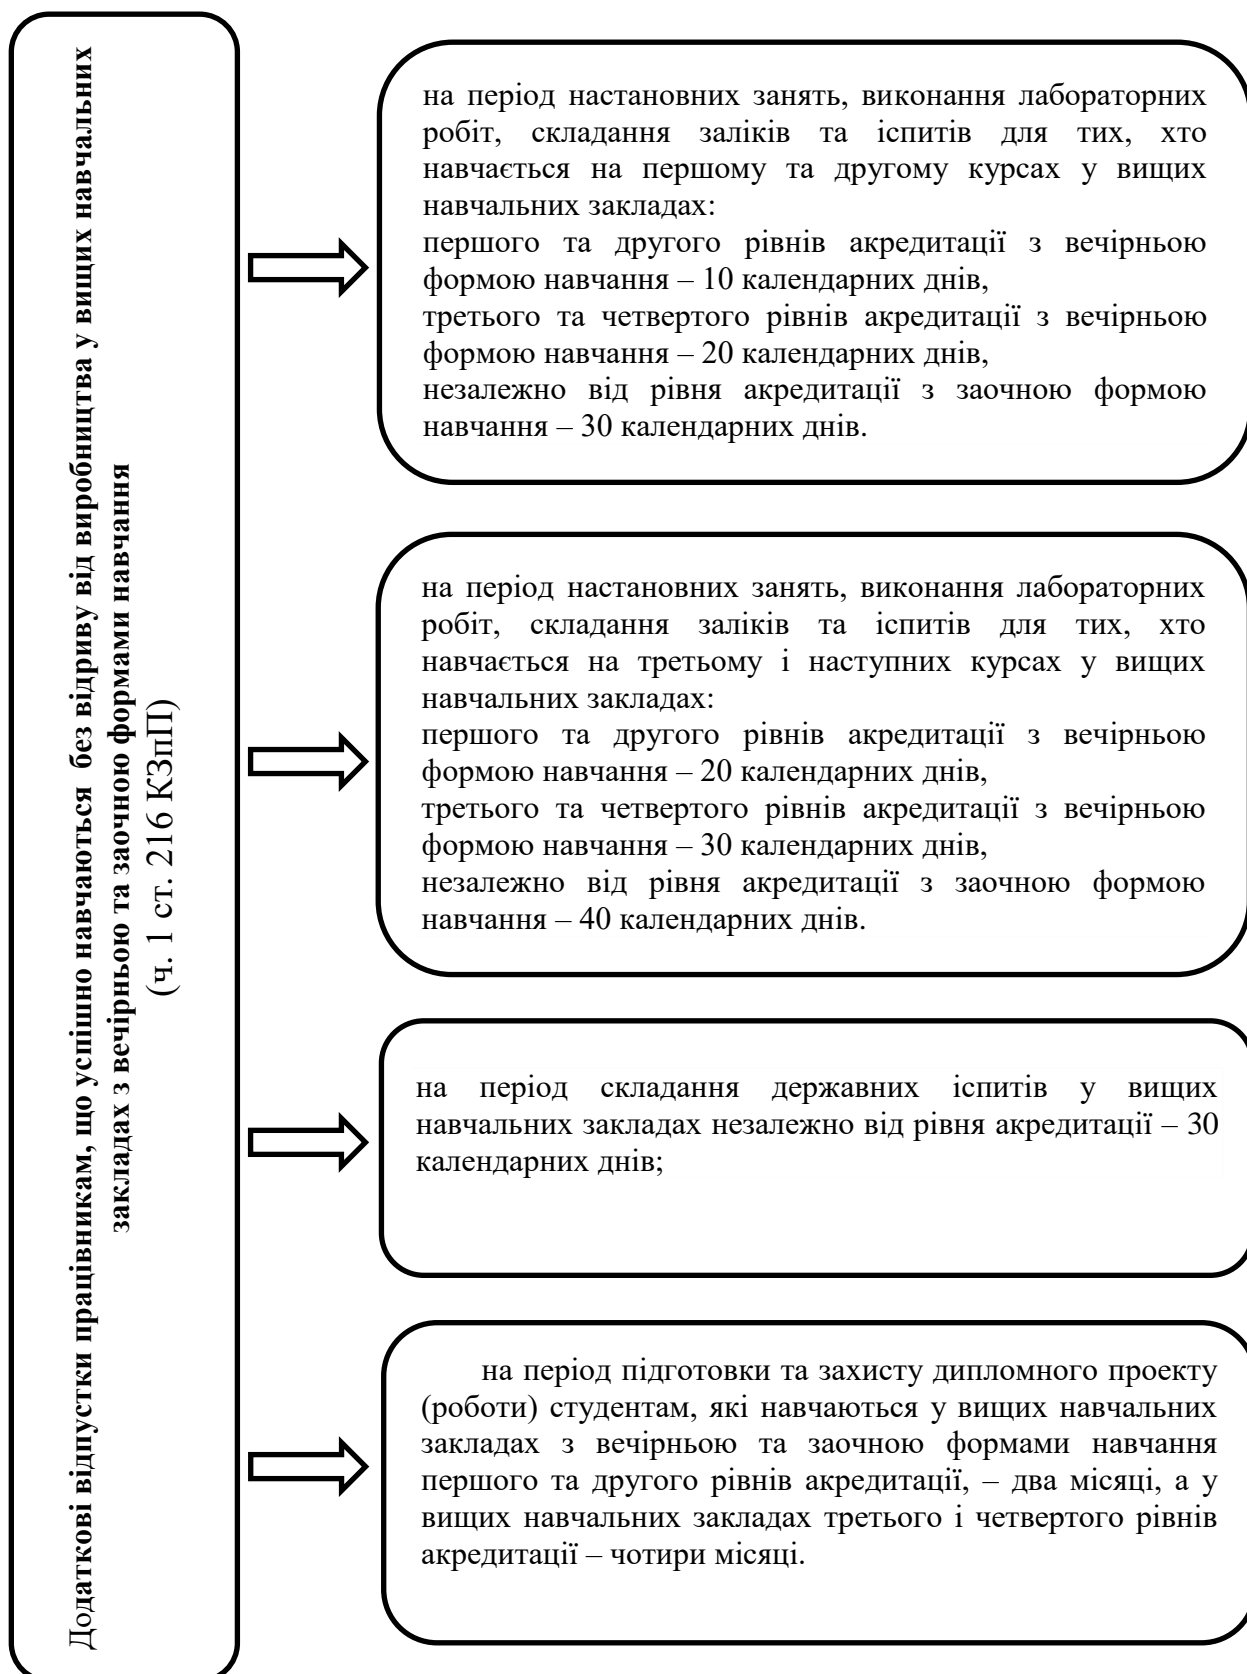 Додаткові відпустки працівникам, що успішно навчаються без відриву від виробництва у вищих навчальних
закладах з вечірньою та заочною формами навчання
(ч. 1 ст. 216 КЗпП)
на період настановних занять, виконання лабораторних
робіт, складання заліків та іспитів для тих, хто
навчається на першому та другому курсах у вищих
навчальних закладах:
першого та другого рівнів акредитації з вечірньою
формою навчання – 10 календарних днів,
третього та четвертого рівнів акредитації з вечірньою
формою навчання – 20 календарних днів,
незалежно від рівня акредитації з заочною формою
навчання – 30 календарних днів.
на період настановних занять, виконання лабораторних
робіт, складання заліків та іспитів для тих, хто
навчається на третьому і наступних курсах у вищих
навчальних закладах:
першого та другого рівнів акредитації з вечірньою
формою навчання – 20 календарних днів,
третього та четвертого рівнів акредитації з вечірньою
формою навчання – 30 календарних днів,
незалежно від рівня акредитації з заочною формою
навчання – 40 календарних днів.
на період складання державних іспитів у вищих
навчальних закладах незалежно від рівня акредитації – 30
календарних днів;
на період підготовки та захисту дипломного проекту
(роботи) студентам, які навчаються у вищих навчальних
закладах з вечірньою та заочною формами навчання
першого та другого рівнів акредитації, – два місяці, а у
вищих навчальних закладах третього і четвертого рівнів
акредитації – чотири місяці.